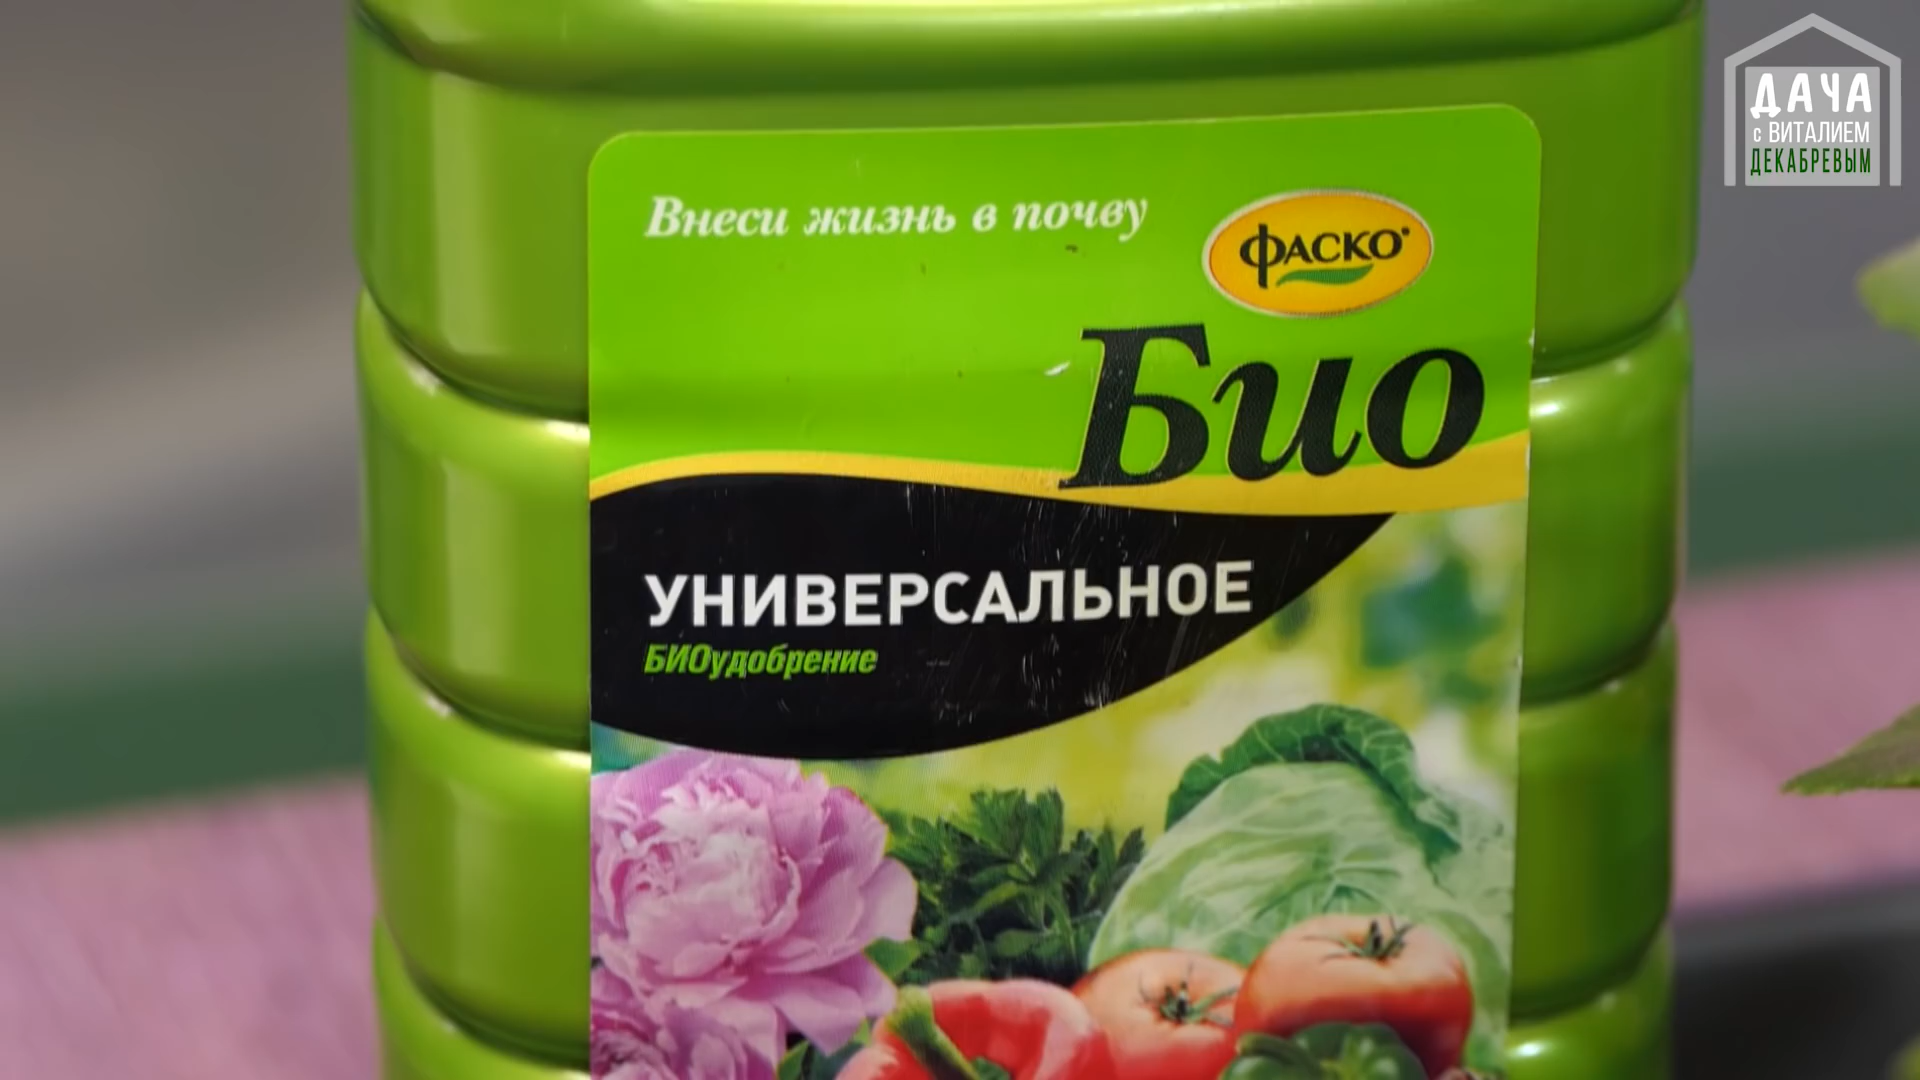 ДАЧА
с ВИТАЛИЕМ
ДЕКАБРЕВЫМ
Внеси жизнь в почву
ФАСКО
Био
УНИВЕРСАЛЬНОЕ
БИОудобрение